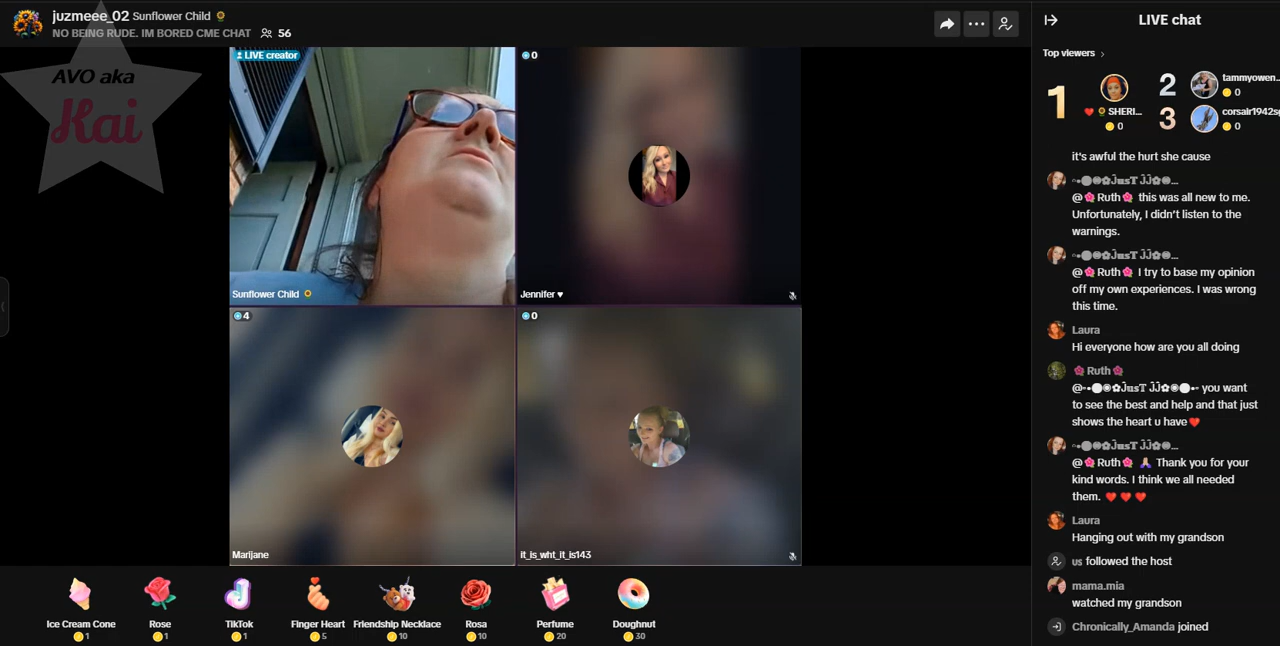 juzmeee_02 Sunflower Child 🌻
NO BEING RUDE. IM BORED CME CHAT 56
AVO aka
Kai
LIVE creator
0
Sunflower Child 🌻
Jennifer ♥
4
0
Marijane
it_is_wht_it_is143
Ice Cream Cone
1
Rose
1
TikTok
1
Finger Heart
5
Friendship Necklace
10
Rosa
10
Perfume
20
Doughnut
30
LIVE chat
Top viewers >
1
❤️ 🌻 SHERI...
0
2
tammyowen...
0
3
corsair1942s
0
it's awful the hurt she cause
@🌺Ruth🌺 this was all new to me.
Unfortunately, I didn't listen to the
warnings.
@🌺Ruth🌺 I try to base my opinion
off my own experiences. I was wrong
this time.
Laura
Hi everyone how are you all doing
🌺Ruth🌺
you want
to see the best and help and that just
shows the heart u have❤️
@🌺Ruth🌺 🙏🏼 Thank you for your
kind words. I think we all needed
them. ❤️ ❤️ ❤️
Laura
Hanging out with my grandson
us followed the host
mama.mia
watched my grandson
Chronically_Amanda joined